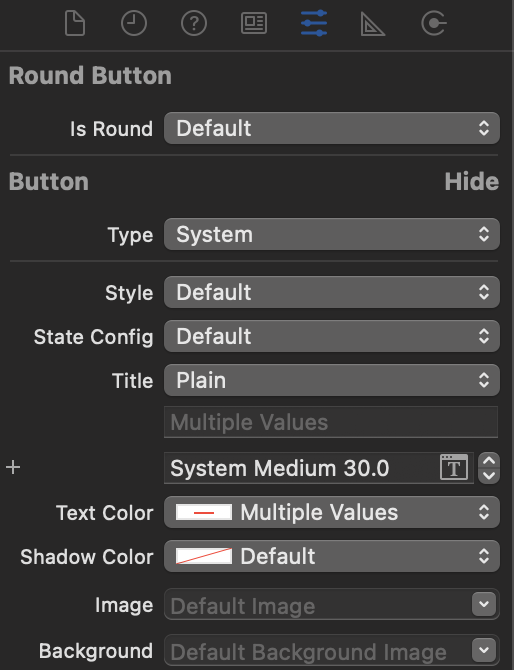 Round Button
Is Round Default
Button Hide
Type System
Style Default
State Config Default
Title Plain
Multiple Values
+ System Medium 30.0 T
Text Color Multiple Values
Shadow Color Default
Image Default Image
Background Default Background Image